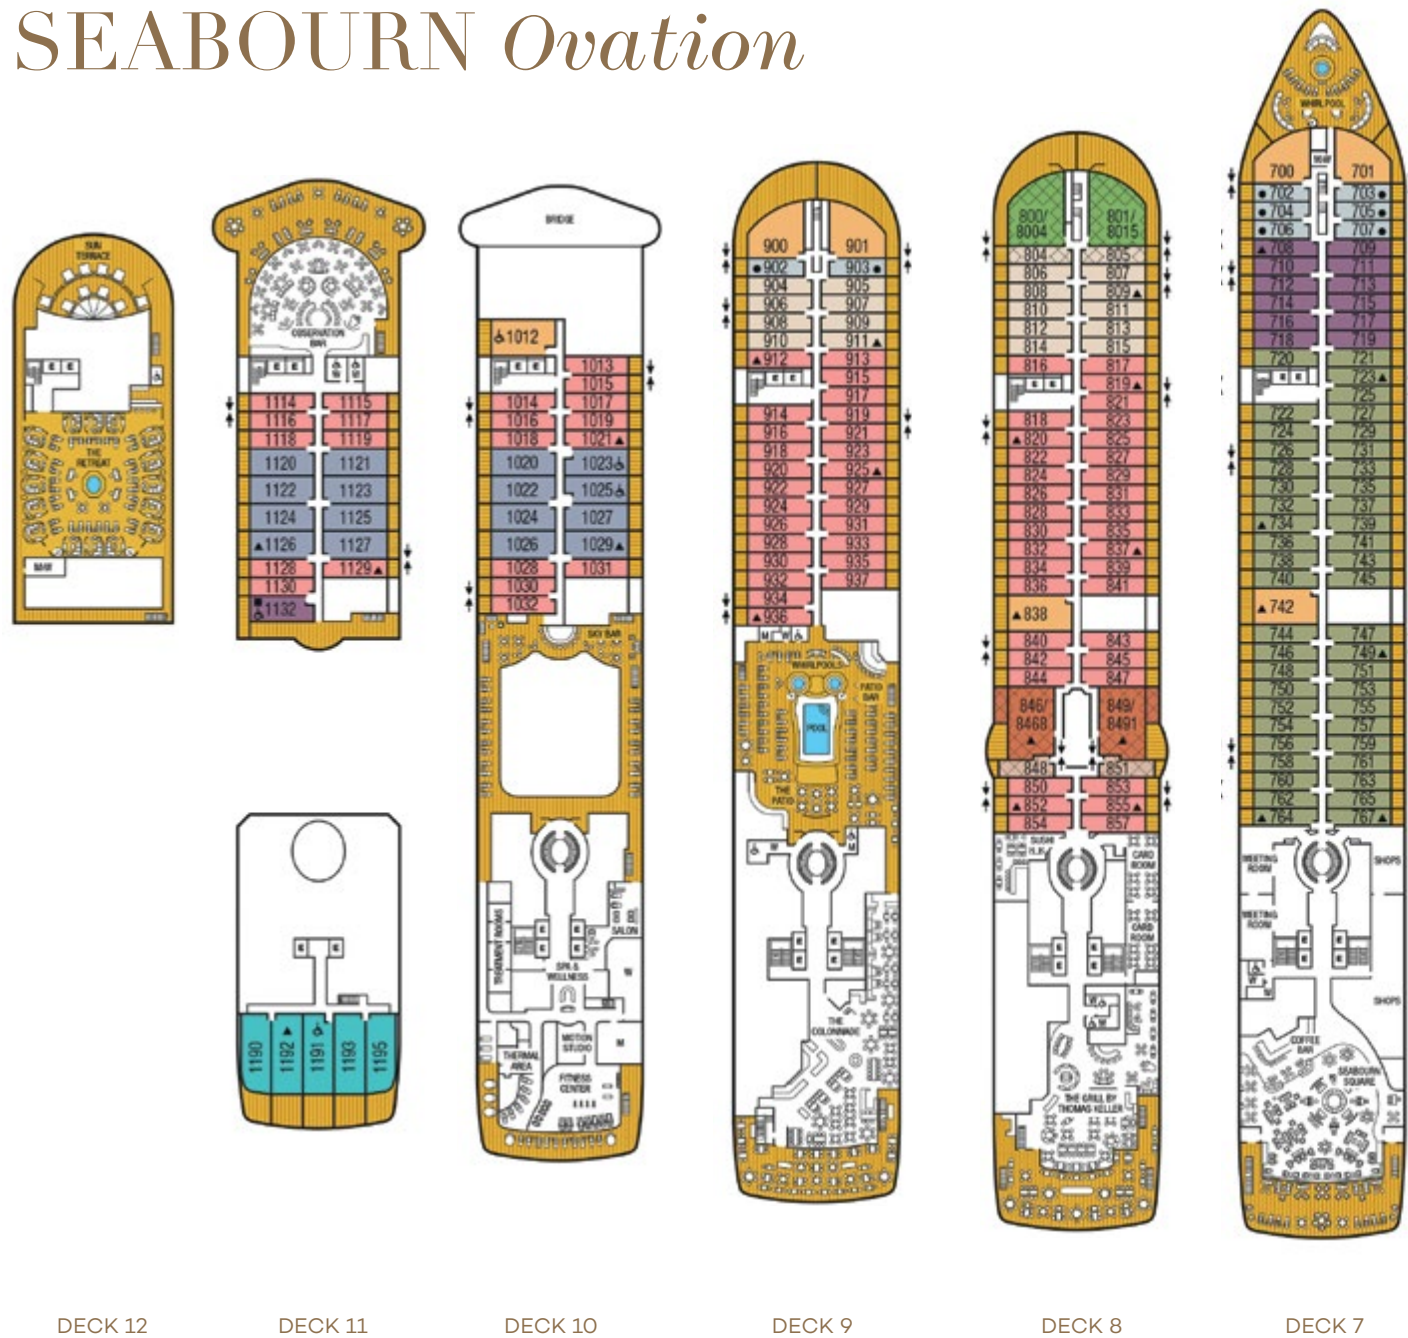 SEABOURN Ovation
SUN
TERRACE
THE
RETREAT
M&W
OBSERVATION
BAR
1114 1115
1116 1117
1118 1119
1120 1121
1122 1123
1124 1125
1126 1127
1128 1129
1130
1132
1190 1192 1191 1193 1195
BRIDGE
1012
1013
1015
1014 1017
1016 1019
1018 1021
1020 1023
1022 1025
1024 1027
1026 1029
1028 1031
1030
1032
SKY BAR
TREATMENT ROOMS
SALON
SPA &
WELLNESS
W
MOTION
STUDIO
M
THERMAL
AREA
FITNESS
CENTER
900 901
902 903
904 905
906 907
908 909
910 911
912 913
915
917
914 919
916 921
918 923
920 925
922 927
924 929
926 931
928 933
930 935
932 937
934
936
M W
WHIRLPOOLS
PATIO
BAR
POOL
THE
PATIO
W
M
THE
COLONNADE
800/
8004
801/
8015
804 805
806 807
808 809
810 811
812 813
814 815
816 817
819
821
818 823
820 825
822 827
824 829
826 831
828 833
830 835
832 837
834 839
836 841
838
840 843
842 845
844 847
846/
8468
849/
8491
848 851
850 853
852 855
854 857
SUSHI
CARD
ROOM
CARD
ROOM
W
W
THE GRILL BY
THOMAS KELLER
WHIRLPOOL
M&W
700 701
702 703
704 705
706 707
708 709
710 711
712 713
714 715
716 717
718 719
720 721
723
725
722 727
724 729
726 731
728 733
730 735
732 737
734 739
736 741
738 743
740 745
742
744 747
746 749
748 751
750 753
752 755
754 757
756 759
758 761
760 763
762 765
764 767
MEETING
ROOM
SHOPS
MEETING
ROOM
SHOPS
COFFEE
BAR
SEABOURN
SQUARE
DECK 12
DECK 11
DECK 10
DECK 9
DECK 8
DECK 7